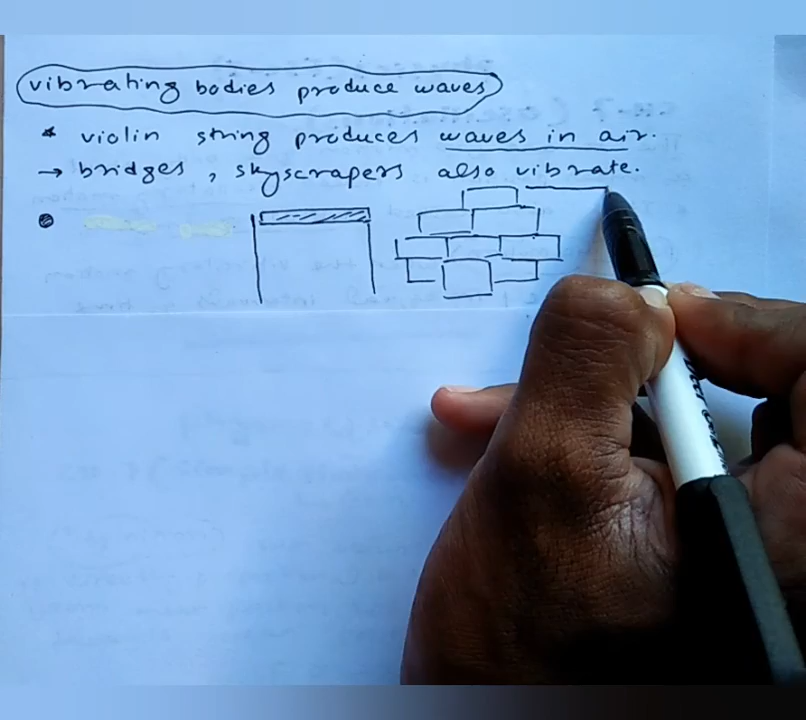 vibrating bodies produce waves
* violin string produces waves in air.
→ bridges, skyscrapers also vibrate.